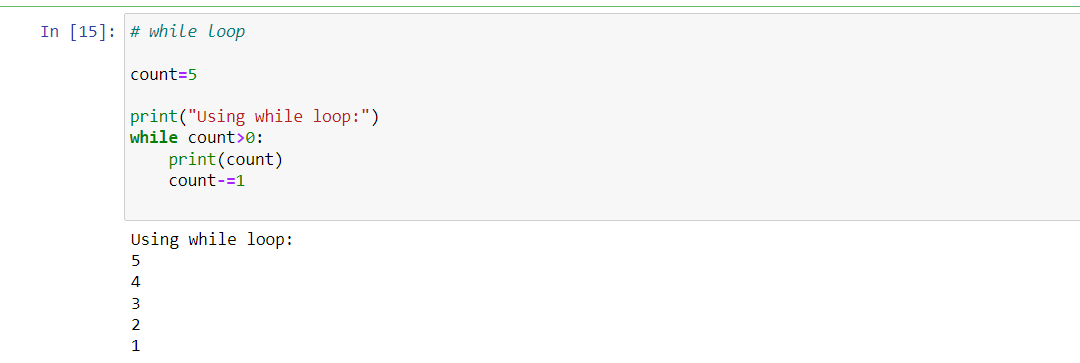 In [15]: # while loop
count=5
print("Using while loop:")
while count>0:
    print(count)
    count-=1
Using while loop:
5
4
3
2
1